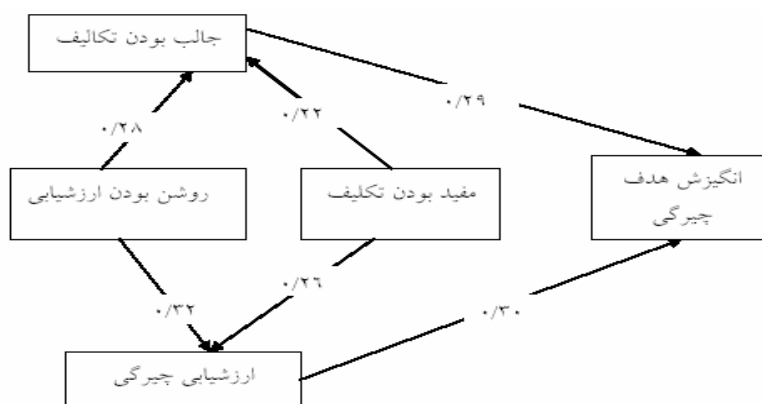 جالب بودن تکالیف
۰/۲۹
۰/۲۲
۰/۲۸
انگیزش هدف
چیرگی
مفید بودن تکلیف
روشن بودن ارزشیابی
۰/۲۶
۰/۳۲
۰/۳۰
ارزشیابی چیرگی